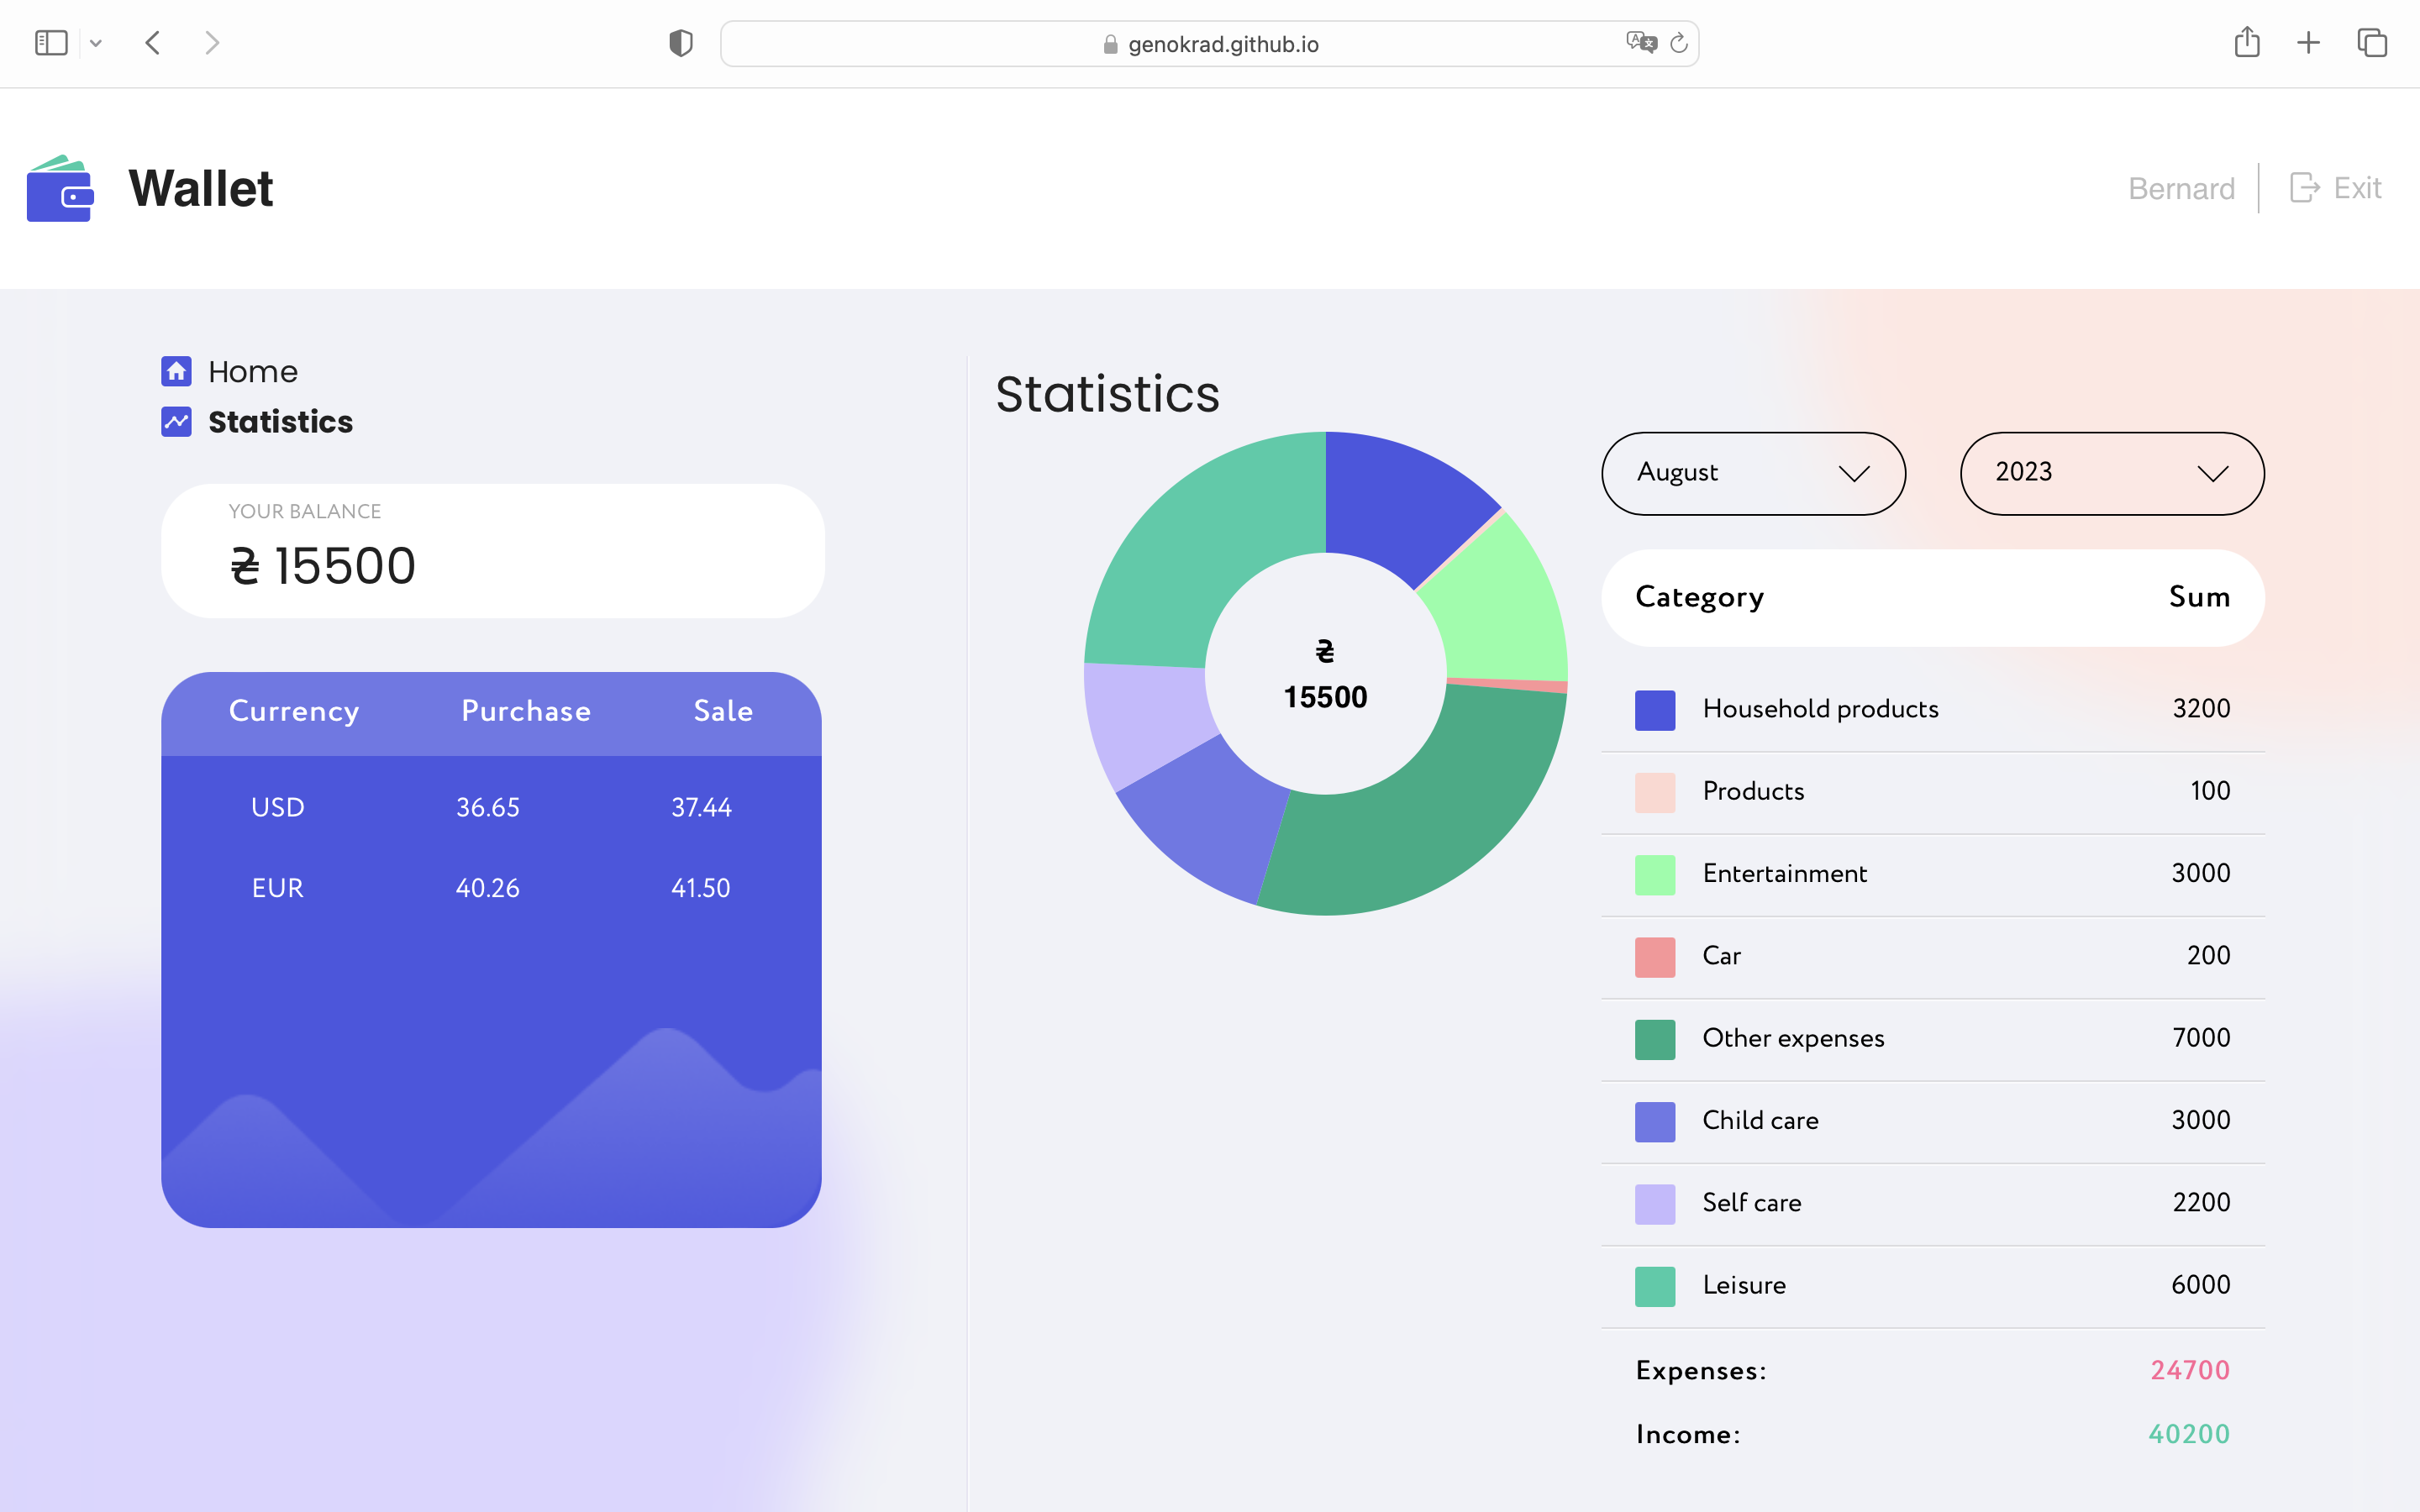 genokrad.github.io
Wallet
Bernard
Exit
Home
Statistics
YOUR BALANCE
₴ 15500
Currency Purchase Sale
USD 36.65 37.44
EUR 40.26 41.50
Statistics
₴
15500
August
2023
Category Sum
Household products 3200
Products 100
Entertainment 3000
Car 200
Other expenses 7000
Child care 3000
Self care 2200
Leisure 6000
Expenses: 24700
Income: 40200